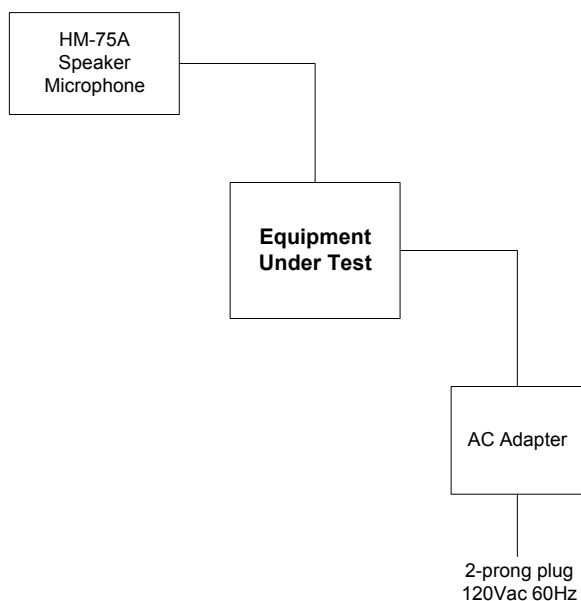 HM-75A
Speaker
Microphone
Equipment
Under Test
AC Adapter
2-prong plug
120Vac 60Hz